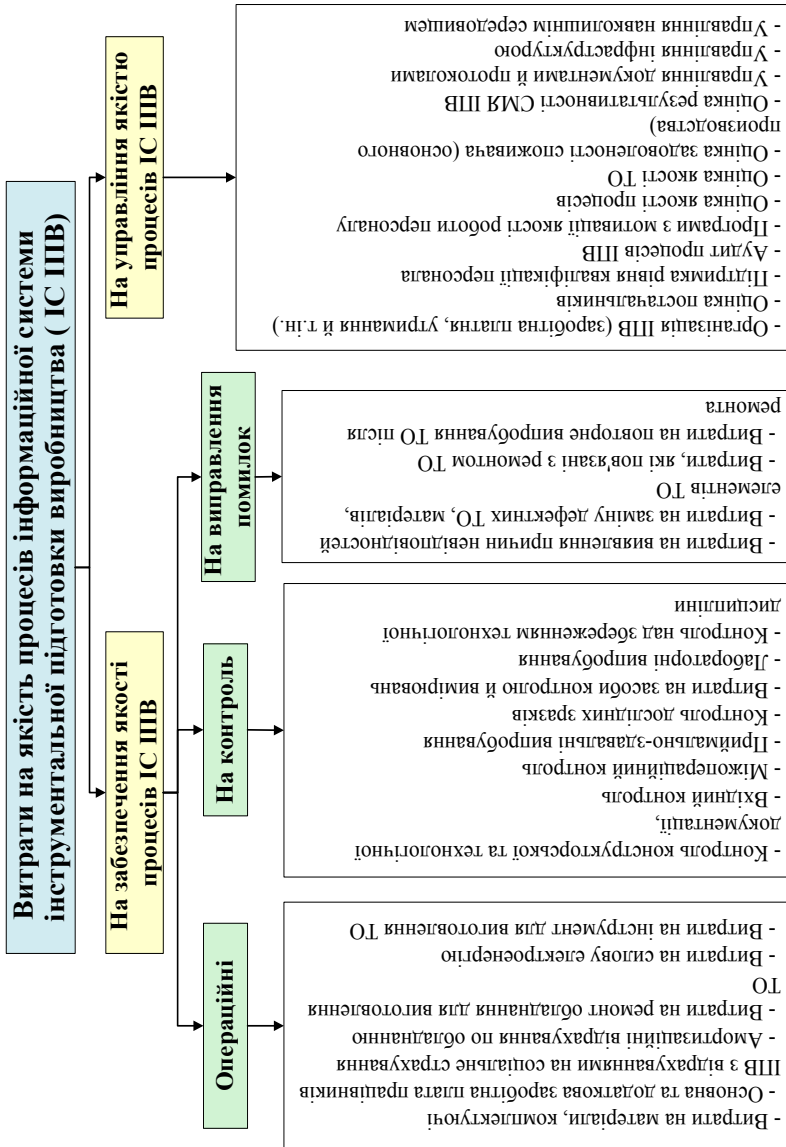 Витрати на якість процесів інформаційної системи
інструментальної підготовки виробництва ( ІС ІПВ)
На забезпечення якості
процесів ІС ІПВ
На управління якістю
процесів ІС ІПВ
Операційні
На контроль
На виправлення
помилок
- Витрати на матеріали, комплектуючі
- Основна та додаткова заробітна плата працівників
ІПВ з відрахуваннями на соціальне страхування
- Амортизаційні відрахування по обладнанню
- Витрати на ремонт обладнання для виготовлення
ТО
- Витрати на силову електроенергію
- Витрати на інструмент для виготовлення ТО
- Контроль конструкторської та технологічної
документації,
- Вхідний контроль
- Міжопераційний контроль
- Приймально-здавальні випробування
- Контроль дослідних зразків
- Витрати на засоби контролю й вимірювань
- Лабораторні випробування
- Контроль над збереженням технологічної
дисципліни
- Витрати на виявлення причин невідповідностей
- Витрати на заміну дефектних ТО, матеріалів,
елементів ТО
- Витрати, які пов'язані з ремонтом ТО
- Витрати на повторне випробування ТО після
ремонта
- Організація ІПВ (заробітна платня, утримання й т.ін.)
- Оцінка постачальників
- Підтримка рівня кваліфікації персонала
- Аудит процесів ІПВ
- Програми з мотивації якості роботи персоналу
- Оцінка якості процесів
- Оцінка якості ТО
- Оцінка задоволеності споживача (основного
производства)
- Оцінка результативності СМЯ ІПВ
- Управління документами й протоколами
- Управління інфраструктурою
- Управління навколишнім середовищем